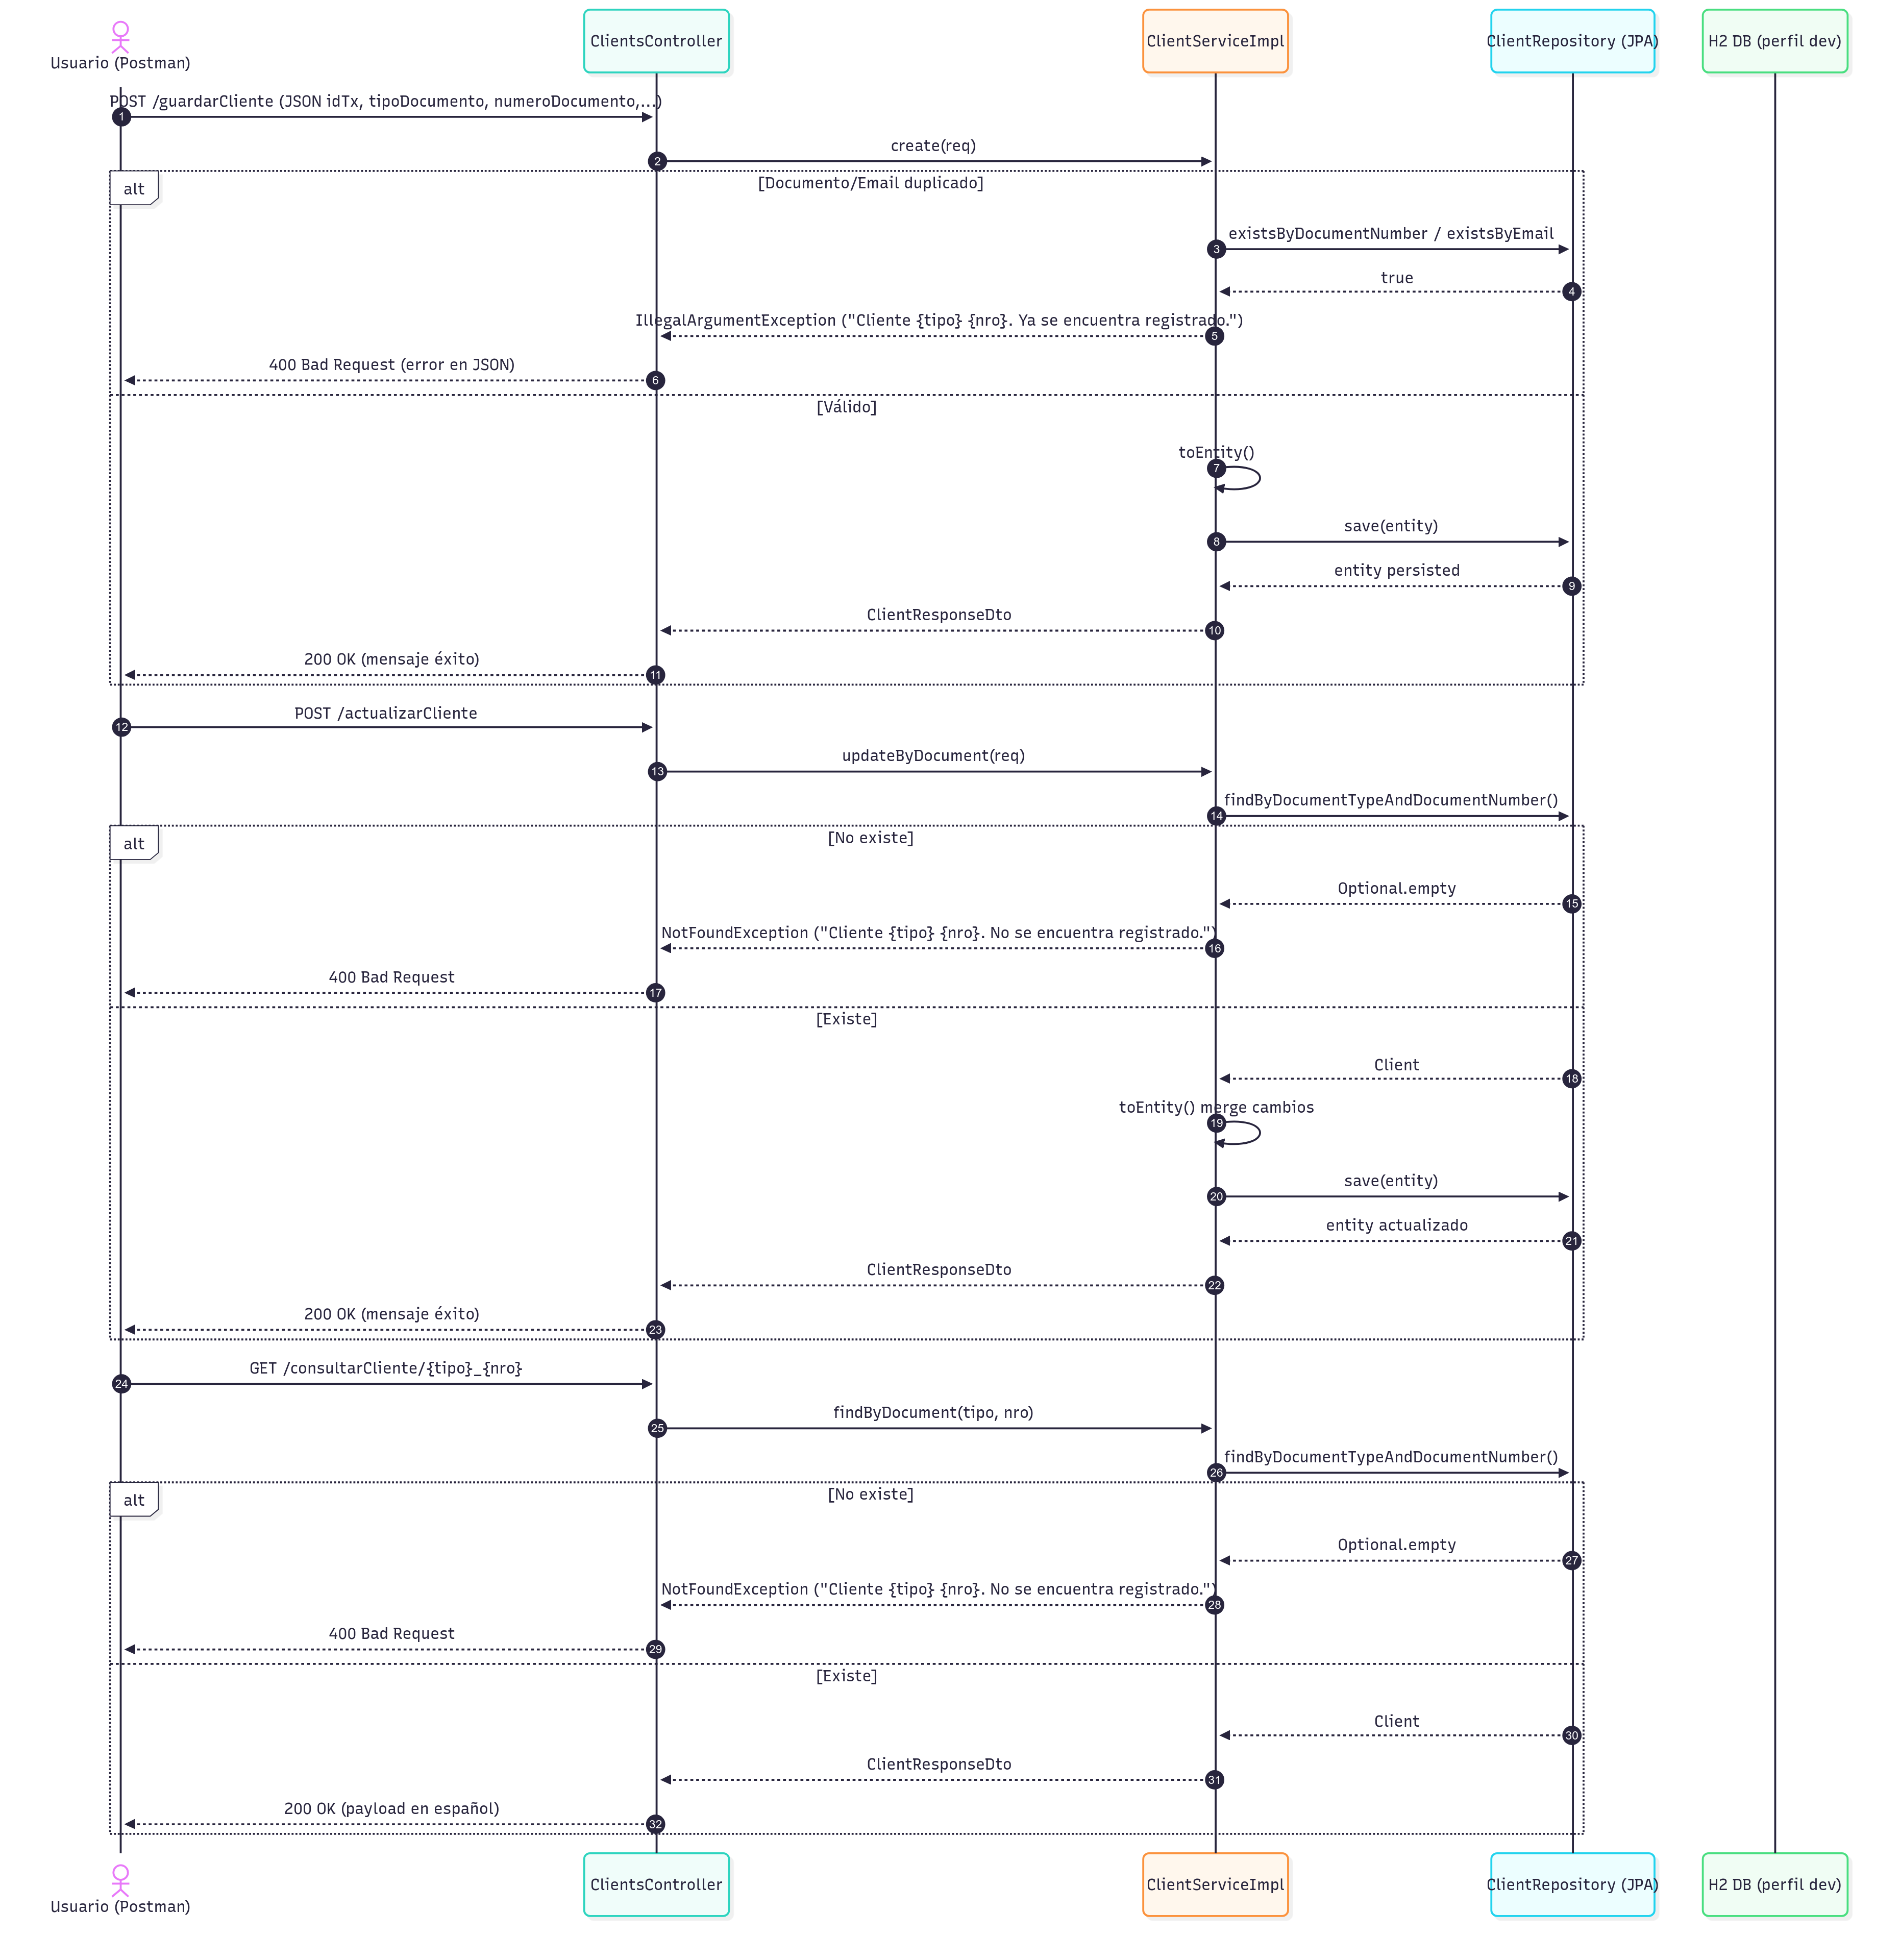 Usuario (Postman)
ClientsController
ClientServiceImpl
ClientRepository (JPA)
H2 DB (perfil dev)
POST /guardarCliente (JSON idTx, tipoDocumento, numeroDocumento,...)
1
create(req)
2
alt
[Documento/Email duplicado]
existsByDocumentNumber / existsByEmail
3
true
4
IllegalArgumentException ("Cliente {tipo} {nro}. Ya se encuentra registrado.")
5
400 Bad Request (error en JSON)
6
[Válido]
toEntity()
7
save(entity)
8
entity persisted
9
ClientResponseDto
10
200 OK (mensaje éxito)
11
POST /actualizarCliente
12
updateByDocument(req)
13
findByDocumentTypeAndDocumentNumber()
14
alt
[No existe]
Optional.empty
15
NotFoundException ("Cliente {tipo} {nro}. No se encuentra registrado.")
16
400 Bad Request
17
[Existe]
Client
18
toEntity() merge cambios
19
save(entity)
20
entity actualizado
21
ClientResponseDto
22
200 OK (mensaje éxito)
23
GET /consultarCliente/{tipo}_{nro}
24
findByDocument(tipo, nro)
25
findByDocumentTypeAndDocumentNumber()
26
alt
[No existe]
Optional.empty
27
NotFoundException ("Cliente {tipo} {nro}. No se encuentra registrado.")
28
400 Bad Request
29
[Existe]
Client
30
ClientResponseDto
31
200 OK (payload en español)
32
Usuario (Postman)
ClientsController
ClientServiceImpl
ClientRepository (JPA)
H2 DB (perfil dev)